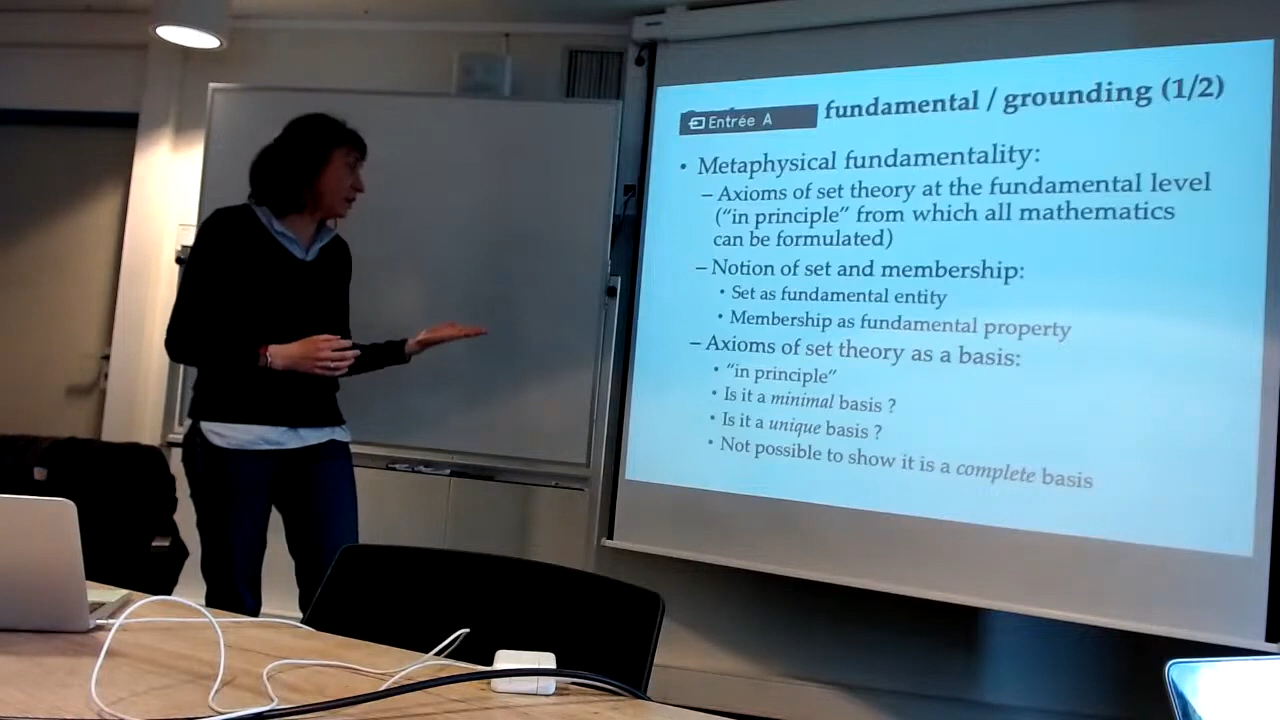 Entrée A fundamental / grounding (1/2)
• Metaphysical fundamentality:
– Axioms of set theory at the fundamental level
(“in principle” from which all mathematics
can be formulated)
– Notion of set and membership:
• Set as fundamental entity
• Membership as fundamental property
– Axioms of set theory as a basis:
• “in principle”
• Is it a minimal basis ?
• Is it a unique basis ?
• Not possible to show it is a complete basis